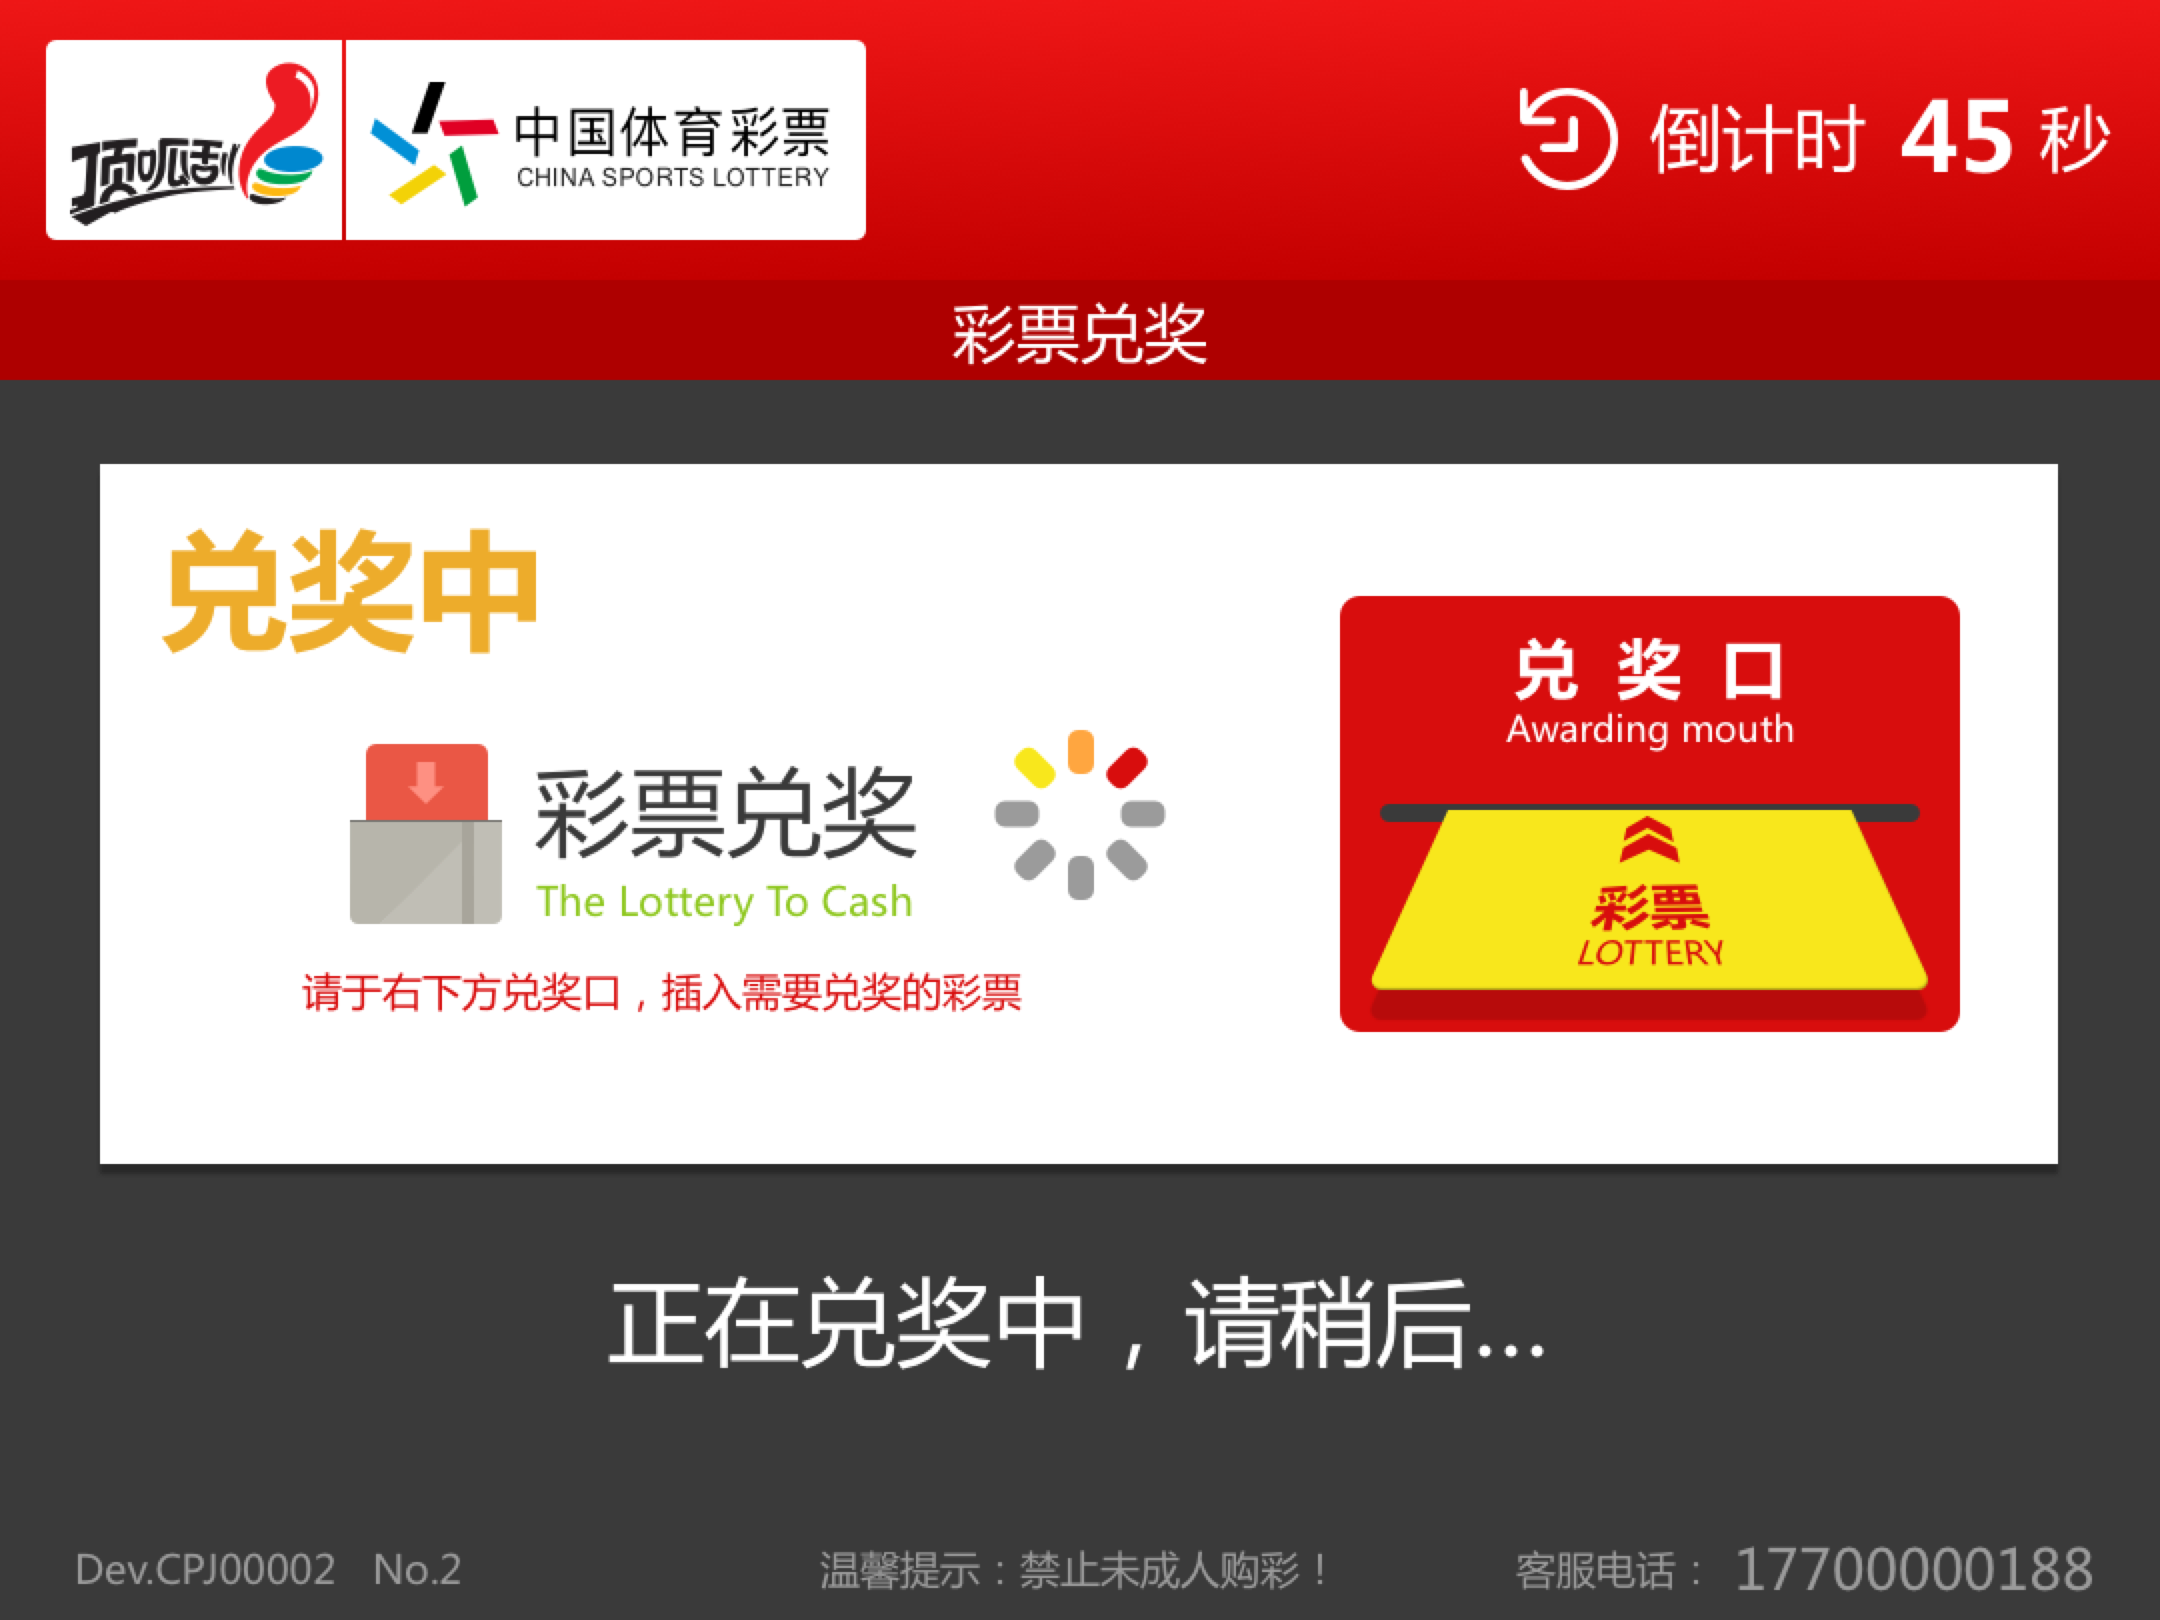 顶呱刮
中国体育彩票
CHINA SPORTS LOTTERY
倒计时 45 秒
彩票兑奖
兑奖中
彩票兑奖
The Lottery To Cash
请于右下方兑奖口，插入需要兑奖的彩票
兑 奖 口
Awarding mouth
彩票
LOTTERY
正在兑奖中，请稍后...
Dev.CPJ00002 No.2
温馨提示：禁止未成人购彩！
客服电话： 17700000188